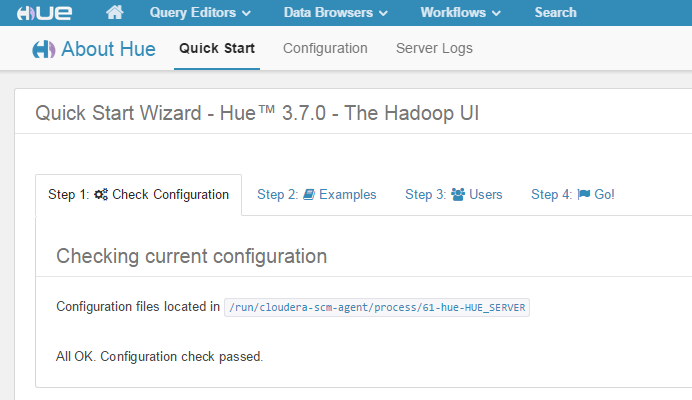 HUE Query Editors Data Browsers Workflows Search
About Hue Quick Start Configuration Server Logs
Quick Start Wizard - Hue™ 3.7.0 - The Hadoop UI
Step 1: Check Configuration Step 2: Examples Step 3: Users Step 4: Go!
Checking current configuration
Configuration files located in /run/cloudera-scm-agent/process/61-hue-HUE_SERVER
All OK. Configuration check passed.